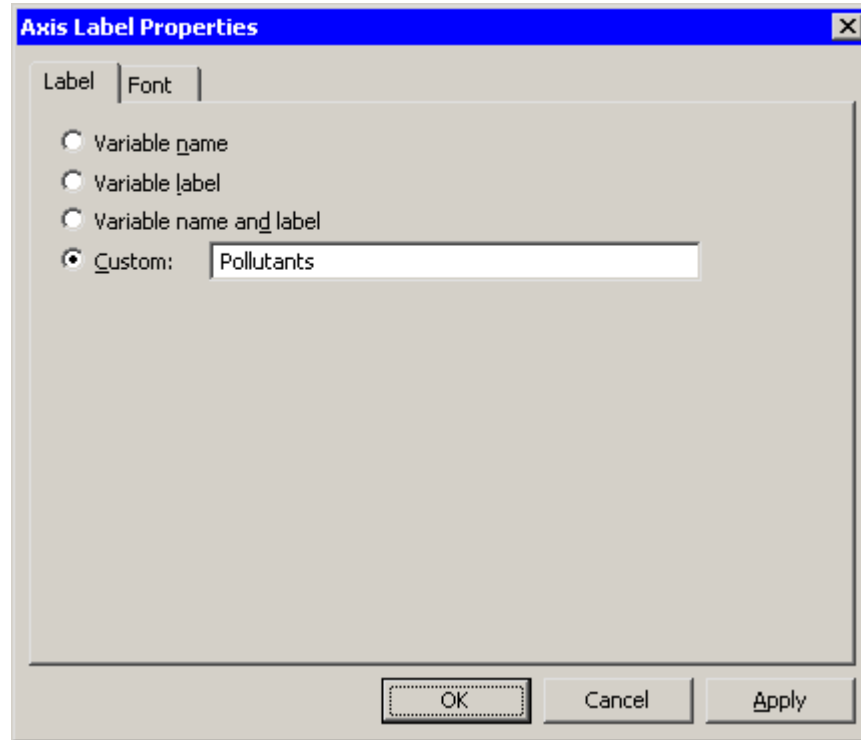 Axis Label Properties
Label Font
Variable name
Variable label
Variable name and label
Custom: Pollutants
OK Cancel Apply